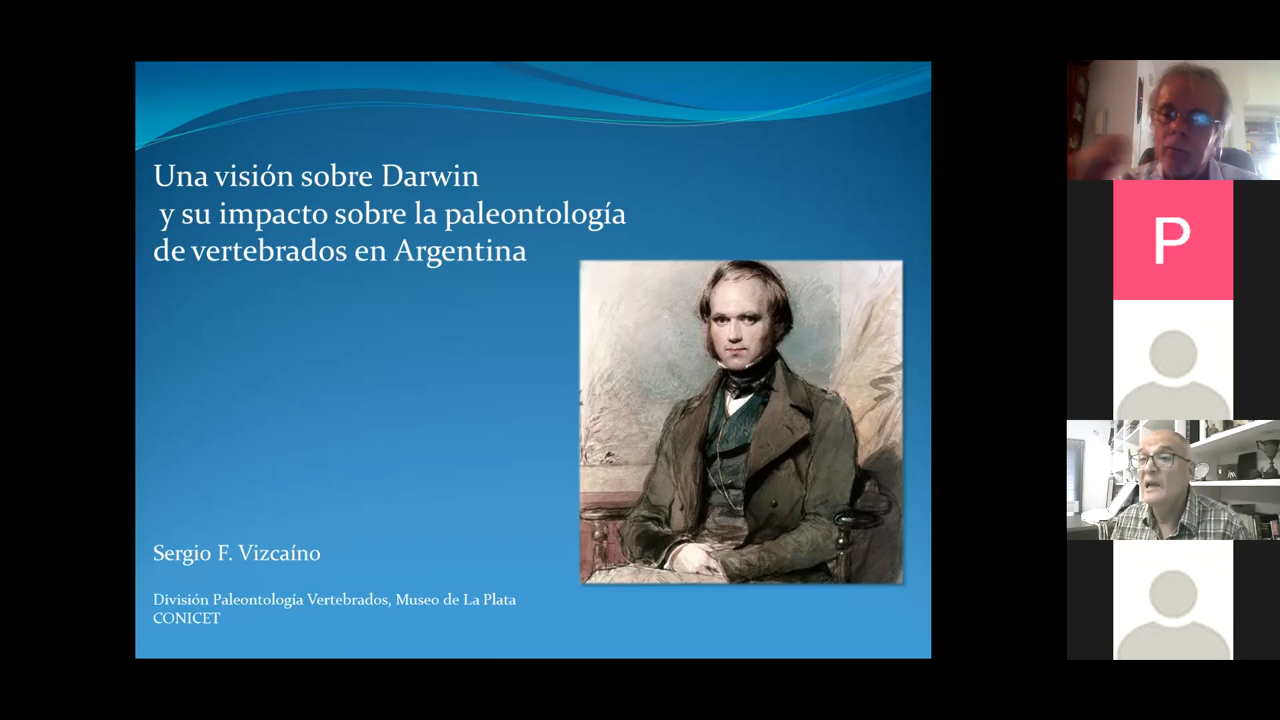 Una visión sobre Darwin
y su impacto sobre la paleontología
de vertebrados en Argentina
Sergio F. Vizcaíno
División Paleontología Vertebrados, Museo de La Plata
CONICET
P